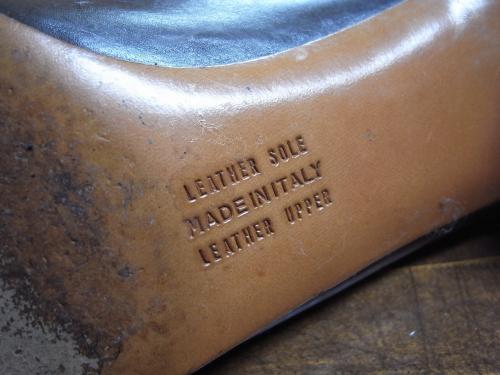 LEATHER SOLE
MADE IN ITALY
LEATHER UPPER